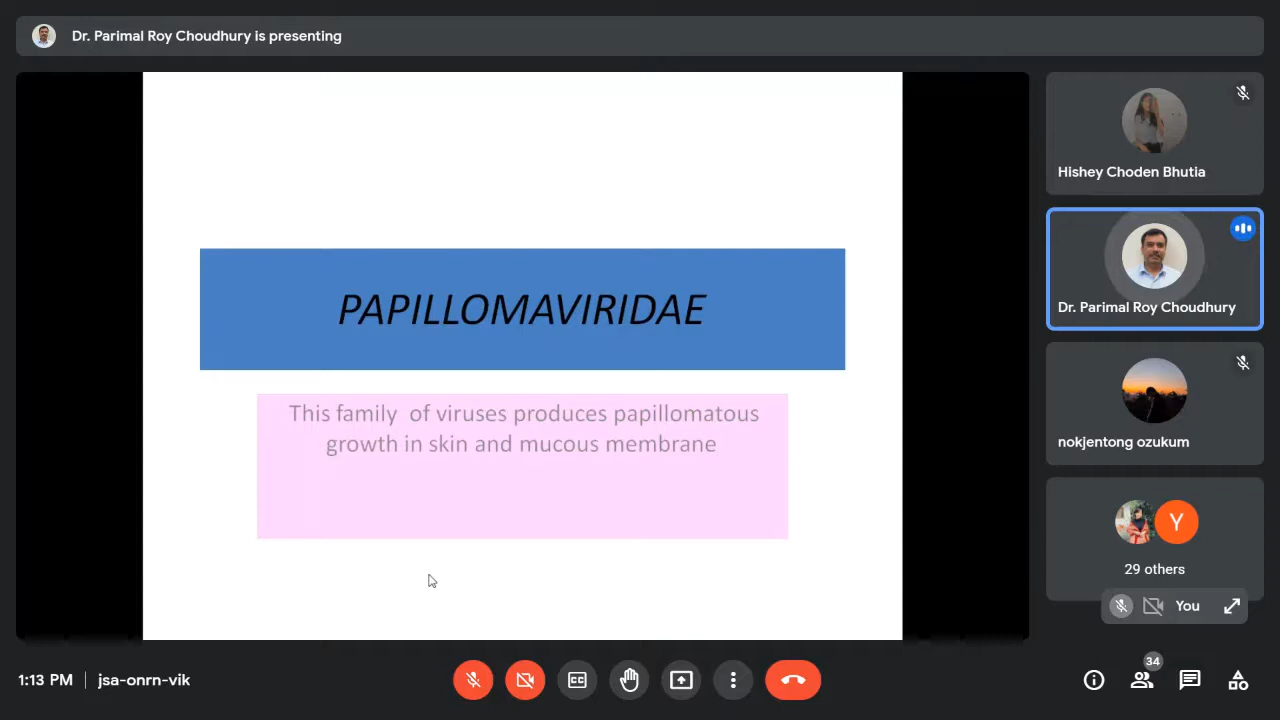 Dr. Parimal Roy Choudhury is presenting
PAPILLOMAVIRIDAE
This family of viruses produces papillomatous
growth in skin and mucous membrane
Hishey Choden Bhutia
Dr. Parimal Roy Choudhury
nokjentong ozukum
Y
29 others
You
1:13 PM
jsa-onrn-vik
CC
34